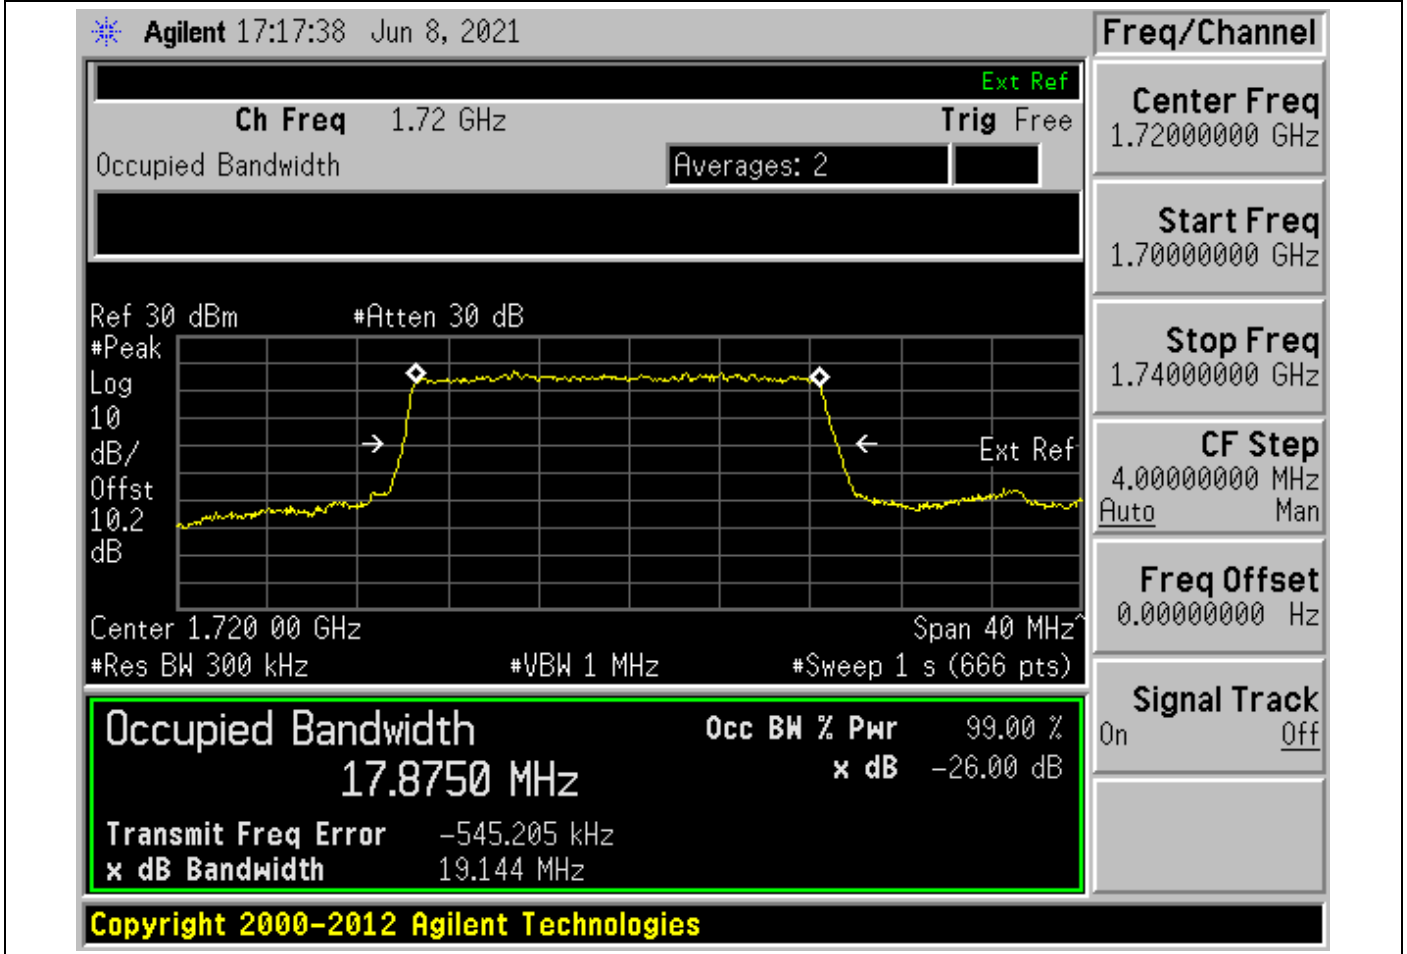 Agilent 17:17:38 Jun 8, 2021
Freq/Channel
Ext Ref
Ch Freq 1.72 GHz Trig Free
Occupied Bandwidth Averages: 2
Center Freq
1.72000000 GHz
Start Freq
1.70000000 GHz
Stop Freq
1.74000000 GHz
CF Step
4.00000000 MHz
Auto Man
Freq Offset
0.00000000 Hz
Signal Track
On Off
Ref 30 dBm #Atten 30 dB
#Peak
Log
10
dB/
Offst
10.2
dB
Ext Ref
Center 1.720 00 GHz Span 40 MHz^
#Res BW 300 kHz #VBW 1 MHz #Sweep 1 s (666 pts)
Occupied Bandwidth Occ BW % Pwr 99.00 %
17.8750 MHz x dB -26.00 dB
Transmit Freq Error -545.205 kHz
x dB Bandwidth 19.144 MHz
Copyright 2000-2012 Agilent Technologies